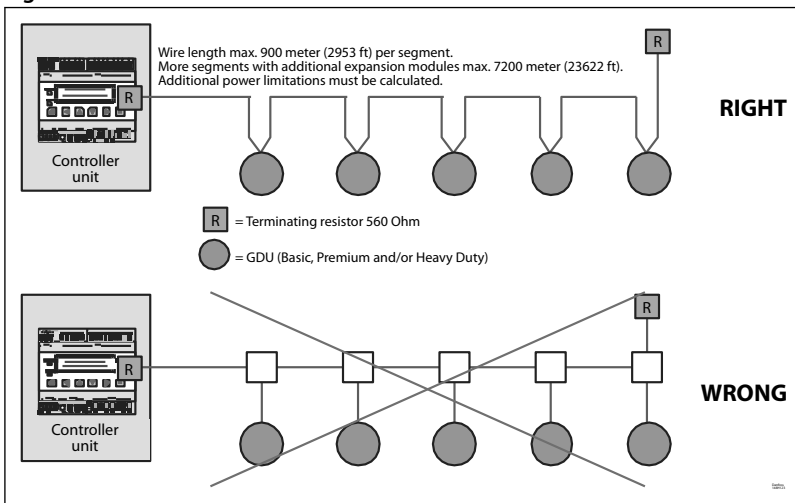 Wire length max. 900 meter (2953 ft) per segment.
More segments with additional expansion modules max. 7200 meter (23622 ft).
Additional power limitations must be calculated.
R
R
RIGHT
Controller
unit
R = Terminating resistor 560 Ohm
= GDU (Basic, Premium and/or Heavy Duty)
R
R
WRONG
Controller
unit